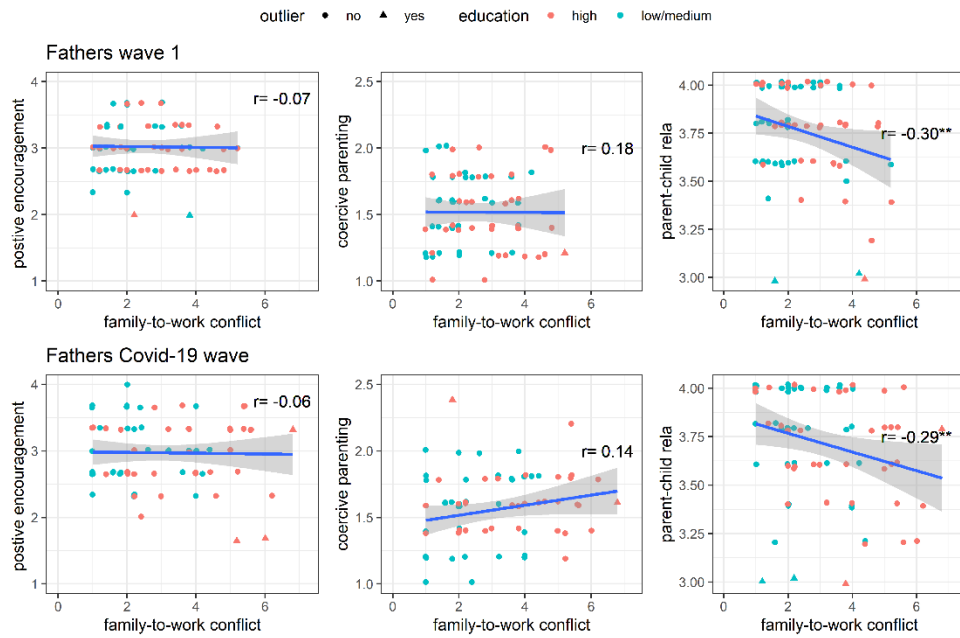 outlier no yes education high low/medium
Fathers wave 1
postive encouragement
4
3
2
1
r= -0.07
0 2 4 6
family-to-work conflict
coercive parenting
2.5
2.0
1.5
1.0
r= 0.18
0 2 4 6
family-to-work conflict
parent-child rela
4.00
3.75
3.50
3.25
3.00
r= -0.30**
0 2 4 6
family-to-work conflict
Fathers Covid-19 wave
postive encouragement
4
3
2
1
r= -0.06
0 2 4 6
family-to-work conflict
coercive parenting
2.5
2.0
1.5
1.0
r= 0.14
0 2 4 6
family-to-work conflict
parent-child rela
4.00
3.75
3.50
3.25
3.00
r= -0.29**
0 2 4 6
family-to-work conflict